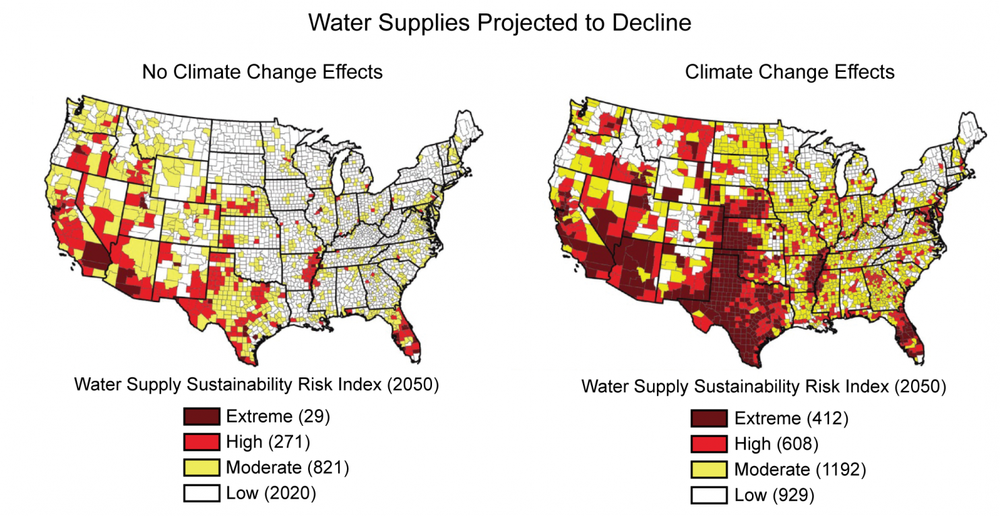 Water Supplies Projected to Decline
No Climate Change Effects
Water Supply Sustainability Risk Index (2050)
Extreme (29)
High (271)
Moderate (821)
Low (2020)
Climate Change Effects
Water Supply Sustainability Risk Index (2050)
Extreme (412)
High (608)
Moderate (1192)
Low (929)